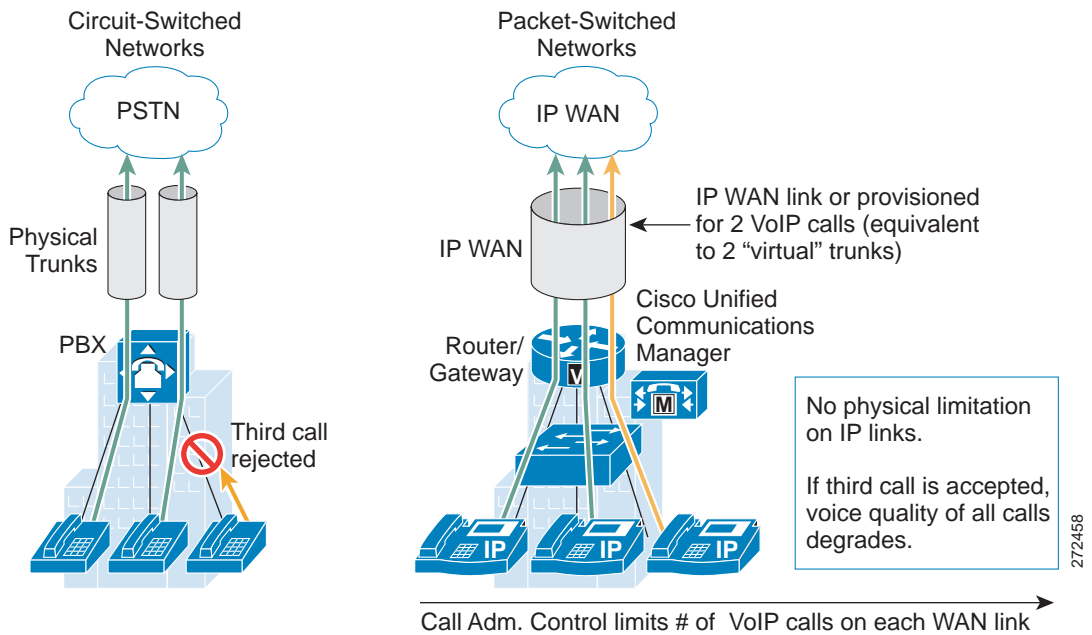 Circuit-Switched
Networks
PSTN
Physical
Trunks
PBX
Third call
rejected
Packet-Switched
Networks
IP WAN
IP WAN
IP WAN link or provisioned
for 2 VoIP calls (equivalent
to 2 “virtual” trunks)
Cisco Unified
Communications
Manager
Router/
Gateway
V
M
IP
IP
IP
No physical limitation
on IP links.
If third call is accepted,
voice quality of all calls
degrades.
272458
Call Adm. Control limits # of VoIP calls on each WAN link